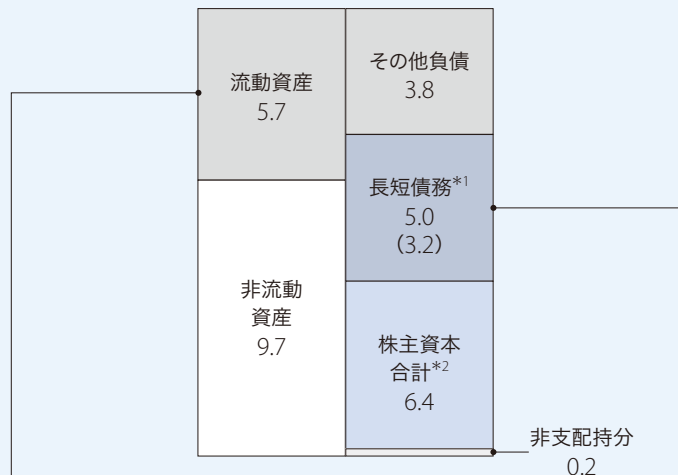 流動資産
5.7
非流動
資産
9.7
その他負債
3.8
長短債務*1
5.0
(3.2)
株主資本
合計*2
6.4
非支配持分
0.2